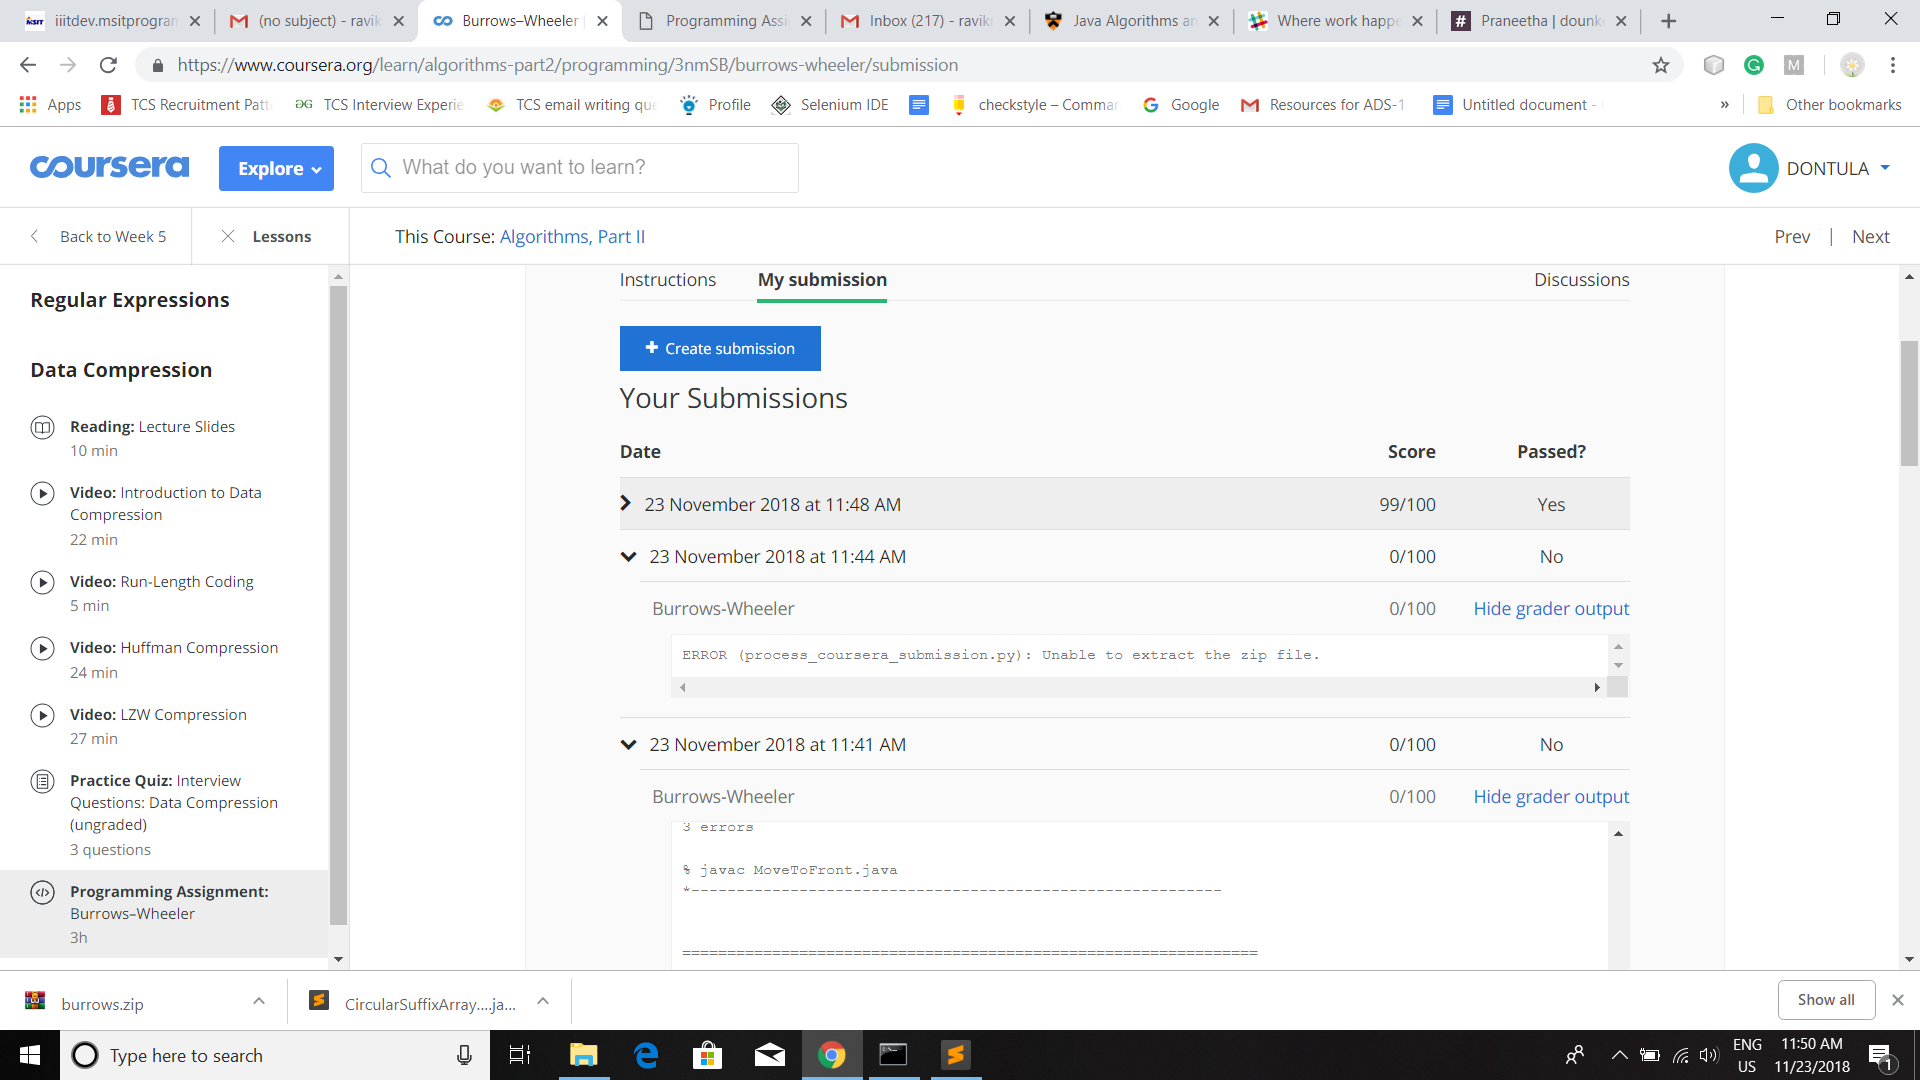 iiitdev.msitprogran
(no subject) - ravik
Burrows–Wheeler |
Programming Assi
Inbox (217) - ravikr
Java Algorithms an
Where work happe
Praneetha | dounk
https://www.coursera.org/learn/algorithms-part2/programming/3nmSB/burrows-wheeler/submission
Apps
TCS Recruitment Patt
TCS Interview Experie
TCS email writing que
Profile
Selenium IDE
checkstyle – Commar
Google
Resources for ADS-1
Untitled document -
»
Other bookmarks
coursera
Explore
What do you want to learn?
DONTULA
Back to Week 5
Lessons
This Course: Algorithms, Part II
Prev | Next
Regular Expressions
Data Compression
Reading: Lecture Slides
10 min
Video: Introduction to Data
Compression
22 min
Video: Run-Length Coding
5 min
Video: Huffman Compression
24 min
Video: LZW Compression
27 min
Practice Quiz: Interview
Questions: Data Compression
(ungraded)
3 questions
Programming Assignment:
Burrows–Wheeler
3h
Instructions
My submission
Discussions
+ Create submission
Your Submissions
Date Score Passed?
23 November 2018 at 11:48 AM 99/100 Yes
23 November 2018 at 11:44 AM 0/100 No
Burrows-Wheeler 0/100 Hide grader output
ERROR (process_coursera_submission.py): Unable to extract the zip file.
23 November 2018 at 11:41 AM 0/100 No
Burrows-Wheeler 0/100 Hide grader output
3 errors
% javac MoveToFront.java
*-----------------------------------------------------------
================================================================
burrows.zip
CircularSuffixArray....ja...
Show all
Type here to search
ENG
US
11:50 AM
11/23/2018
1